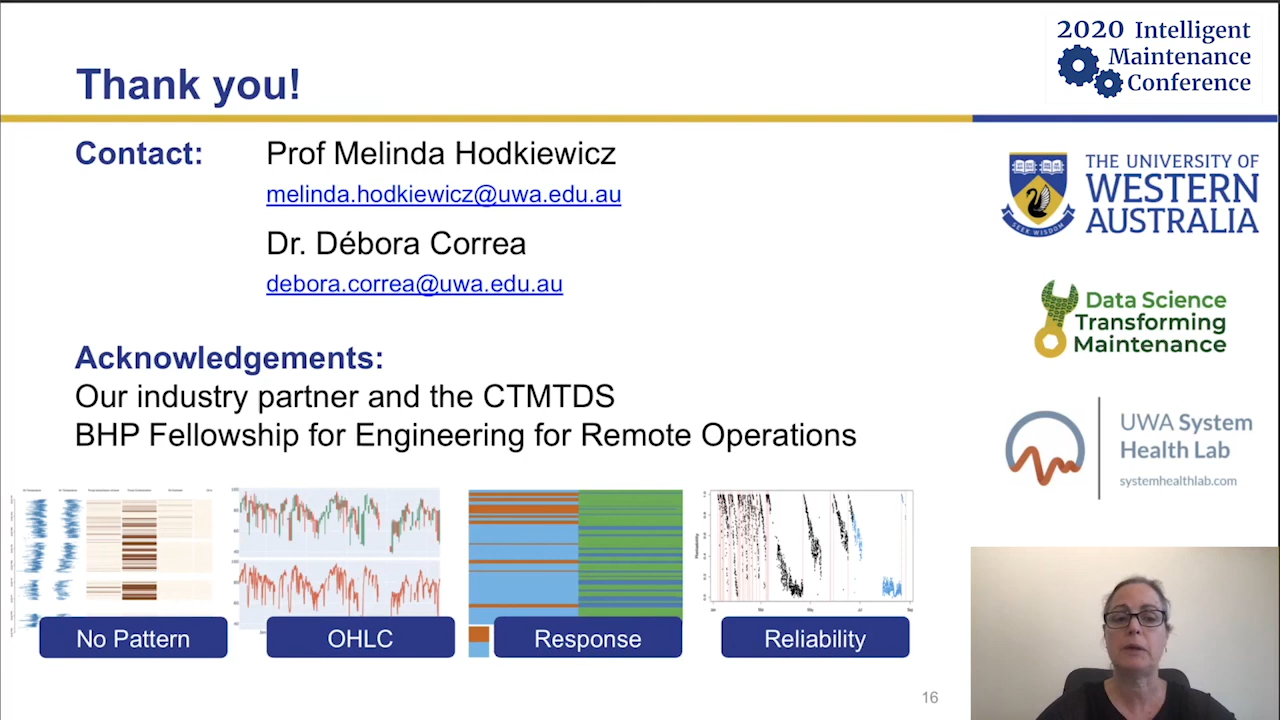 2020 Intelligent
Maintenance
Conference
Thank you!
Contact:
Prof Melinda Hodkiewicz
melinda.hodkiewicz@uwa.edu.au
Dr. Débora Correa
debora.correa@uwa.edu.au
THE UNIVERSITY OF
WESTERN
AUSTRALIA
SEEK WISDOM
Data Science
Transforming
Maintenance
Acknowledgements:
Our industry partner and the CTMTDS
BHP Fellowship for Engineering for Remote Operations
UWA System
Health Lab
systemhealthlab.com
No Pattern
OHLC
Response
Reliability
16